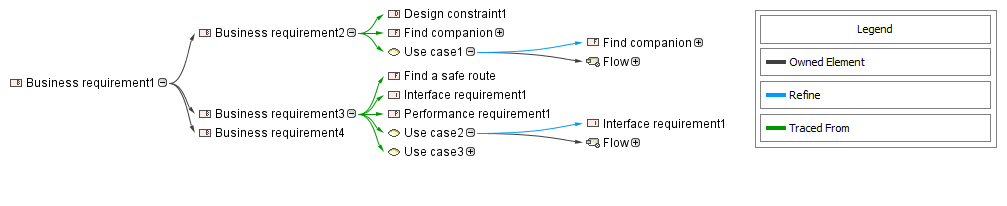 Design constraint1
Business requirement2
Find companion
Use case1
Find companion
Flow
Business requirement1
Find a safe route
Interface requirement1
Business requirement3
Performance requirement1
Business requirement4
Use case2
Interface requirement1
Flow
Use case3
Legend
Owned Element
Refine
Traced From